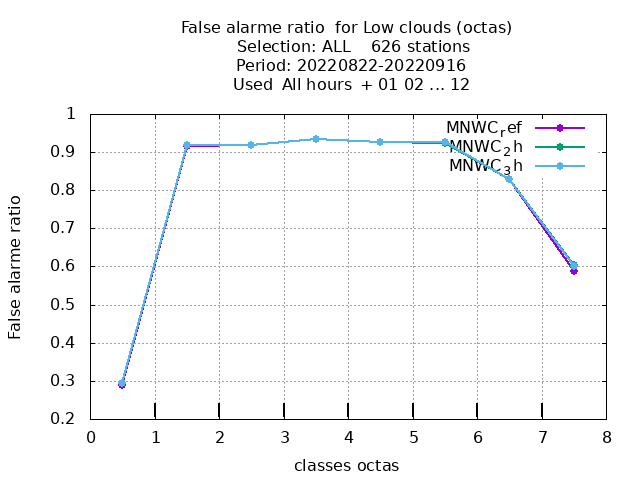 False alarme ratio  for Low clouds (octas)
Selection: ALL    626 stations
Period: 20220822-20220916
Used  All hours  + 01 02 ... 12
1
0.9
0.8
0.7
0.6
0.5
0.4
0.3
0.2
False alarme ratio
MNWC_ref
MNWC_2h
MNWC_3h
0 1 2 3 4 5 6 7 8
classes octas